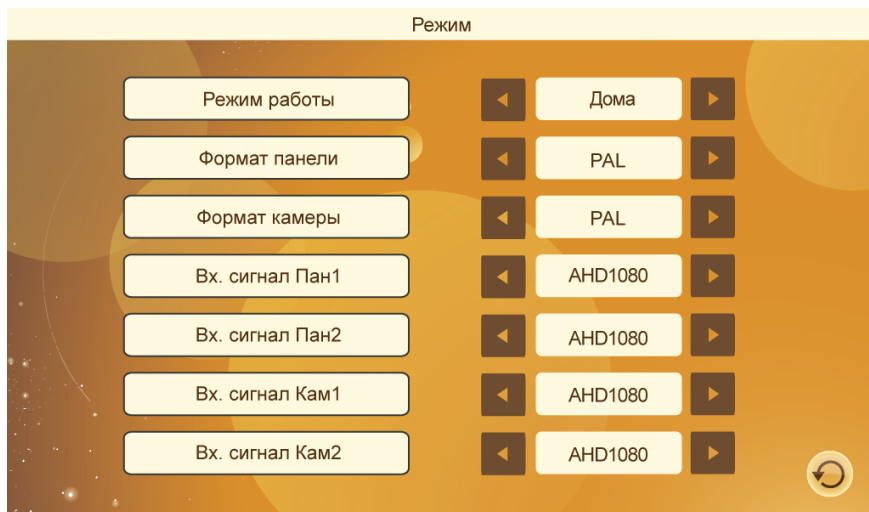 Режим
Режим работы Дома
Формат панели PAL
Формат камеры PAL
Вх. сигнал Пан1 AHD1080
Вх. сигнал Пан2 AHD1080
Вх. сигнал Кам1 AHD1080
Вх. сигнал Кам2 AHD1080